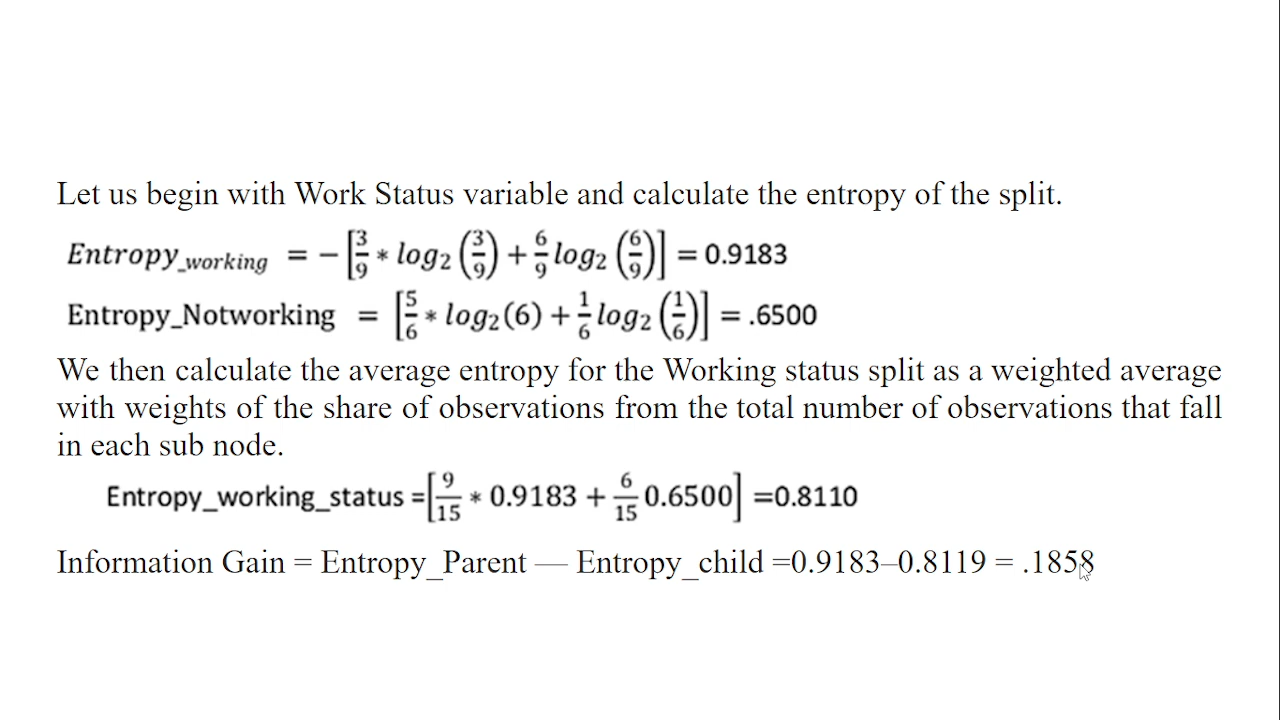 Let us begin with Work Status variable and calculate the entropy of the split.
Entropy_working = − [3/9 * log₂ (3/9) + 6/9 log₂ (6/9)] = 0.9183
Entropy_Notworking = [5/6 * log₂(6) + 1/6 log₂ (1/6)] = .6500
We then calculate the average entropy for the Working status split as a weighted average
with weights of the share of observations from the total number of observations that fall
in each sub node.
Entropy_working_status =[9/15 * 0.9183 + 6/15 0.6500] =0.8110
Information Gain = Entropy_Parent — Entropy_child =0.9183–0.8119 = .1858